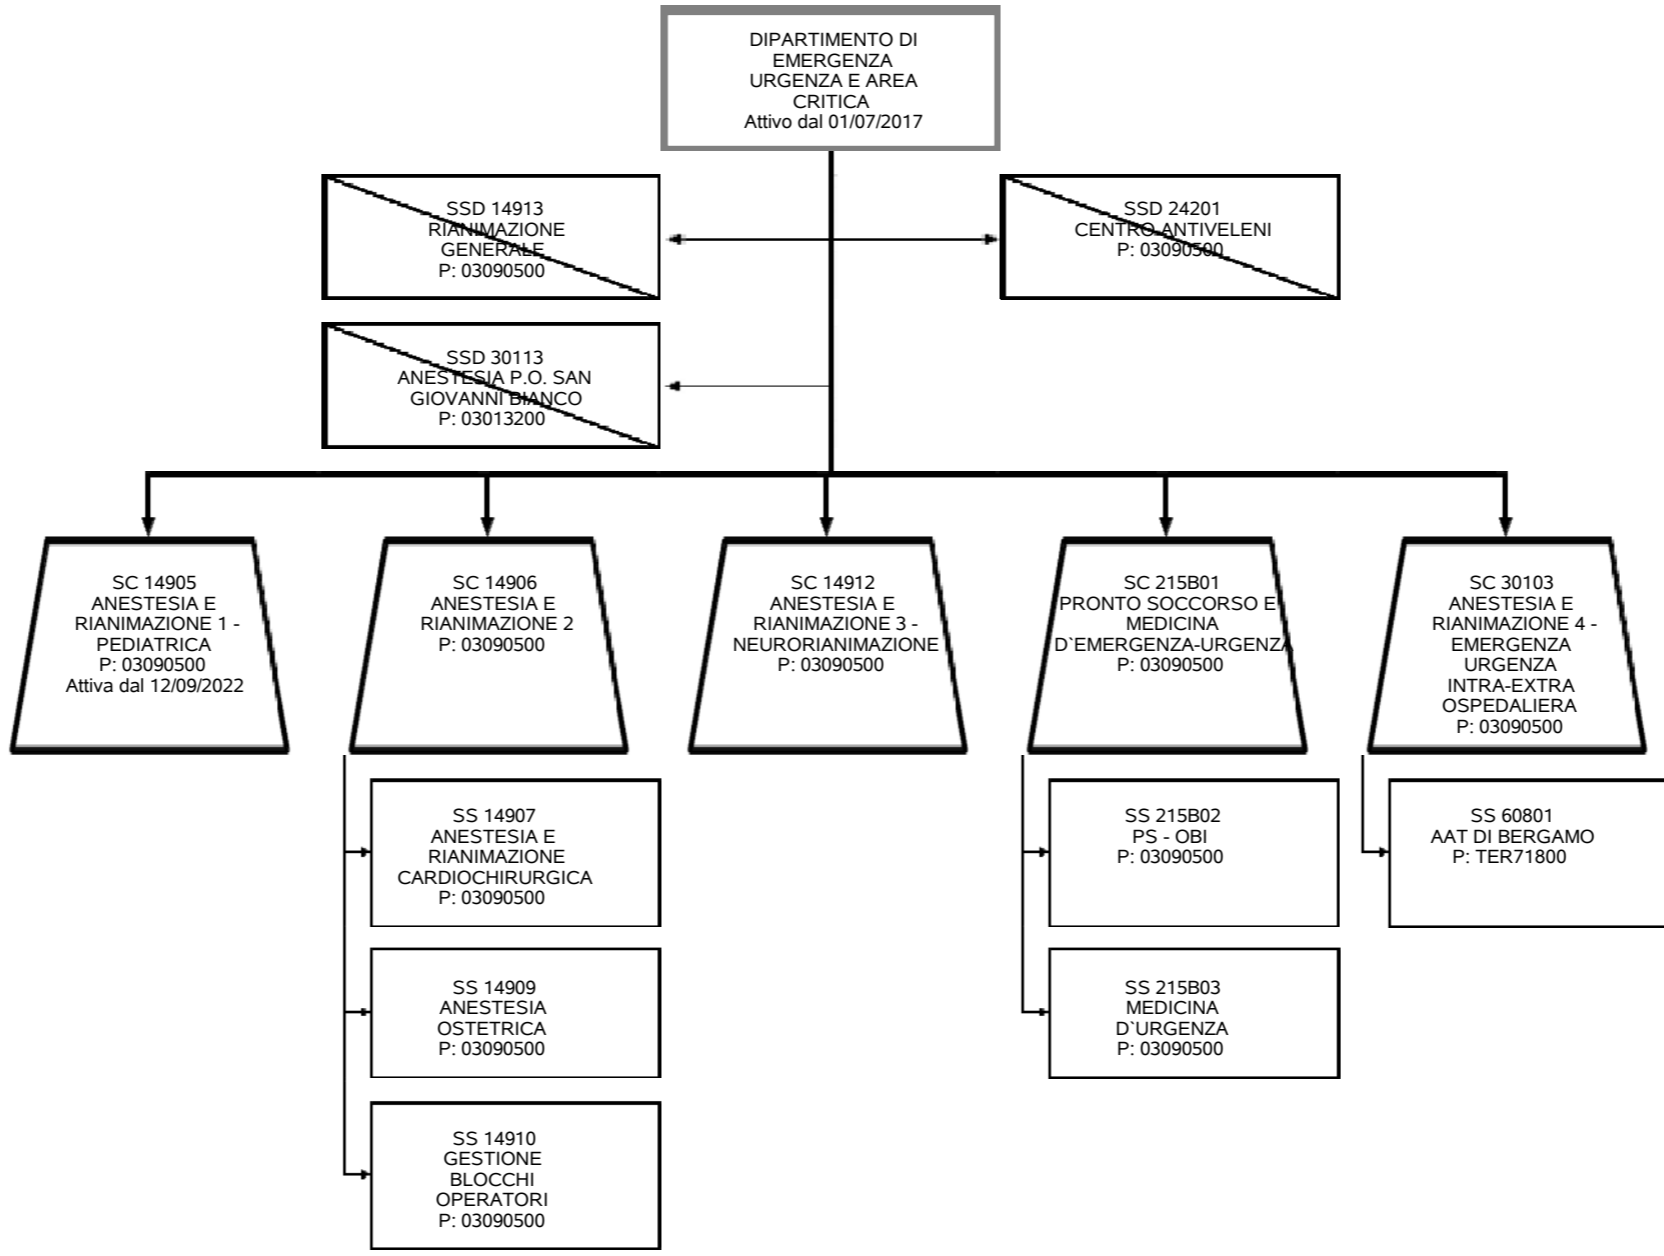 DIPARTIMENTO DI
EMERGENZA
URGENZA E AREA
CRITICA
Attivo dal 01/07/2017
SSD 14913
RIANIMAZIONE
GENERALE
P: 03090500
SSD 24201
CENTRO ANTIVELENI
P: 03090500
SSD 30113
ANESTESIA P.O. SAN
GIOVANNI BIANCO
P: 03013200
SC 14905
ANESTESIA E
RIANIMAZIONE 1 -
PEDIATRICA
P: 03090500
Attiva dal 12/09/2022
SC 14906
ANESTESIA E
RIANIMAZIONE 2
P: 03090500
SC 14912
ANESTESIA E
RIANIMAZIONE 3 -
NEURORIANIMAZIONE
P: 03090500
SC 215B01
PRONTO SOCCORSO E
MEDICINA
D`EMERGENZA-URGENZA
P: 03090500
SC 30103
ANESTESIA E
RIANIMAZIONE 4 -
EMERGENZA
URGENZA
INTRA-EXTRA
OSPEDALIERA
P: 03090500
SS 14907
ANESTESIA E
RIANIMAZIONE
CARDIOCHIRURGICA
P: 03090500
SS 215B02
PS - OBI
P: 03090500
SS 60801
AAT DI BERGAMO
P: TER71800
SS 14909
ANESTESIA
OSTETRICA
P: 03090500
SS 215B03
MEDICINA
D`URGENZA
P: 03090500
SS 14910
GESTIONE
BLOCCHI
OPERATORI
P: 03090500